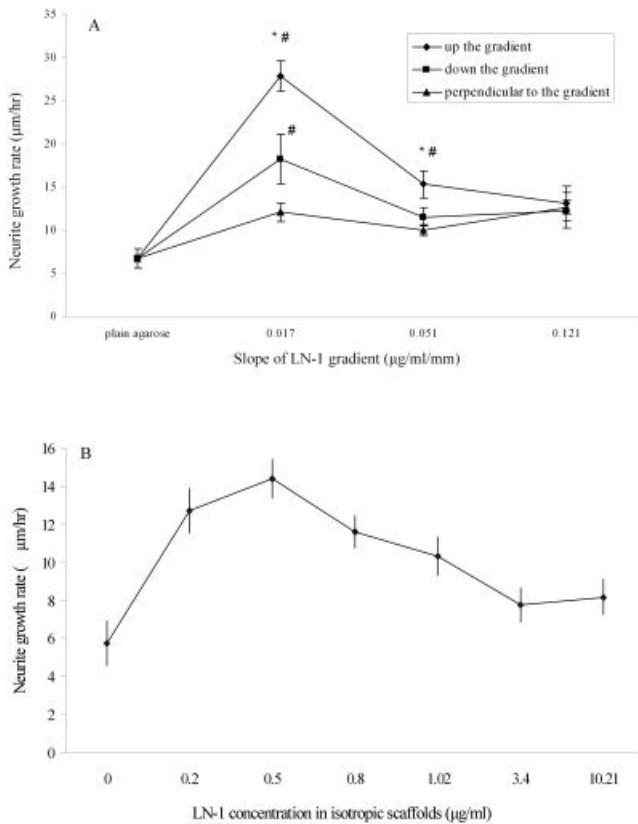 A
* #
#
* #
up the gradient
down the gradient
perpendicular to the gradient
35
30
25
20
15
10
5
0
Neurite growth rate (µm/hr)
plain agarose 0.017 0.051 0.121
Slope of LN-1 gradient (µg/ml/mm)
B
16
14
12
10
8
6
4
2
0
Neurite growth rate ( µm/hr)
0 0.2 0.5 0.8 1.02 3.4 10.21
LN-1 concentration in isotropic scaffolds (µg/ml)